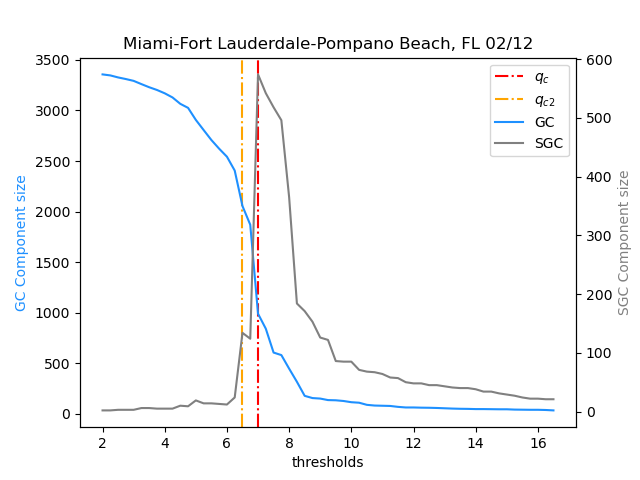 Miami-Fort Lauderdale-Pompano Beach, FL 02/12
GC Component size
3500
3000
2500
2000
1500
1000
500
0
600
500
400
300
200
100
0
SGC Component size
q_c
q_c2
GC
SGC
2 4 6 8 10 12 14 16
thresholds